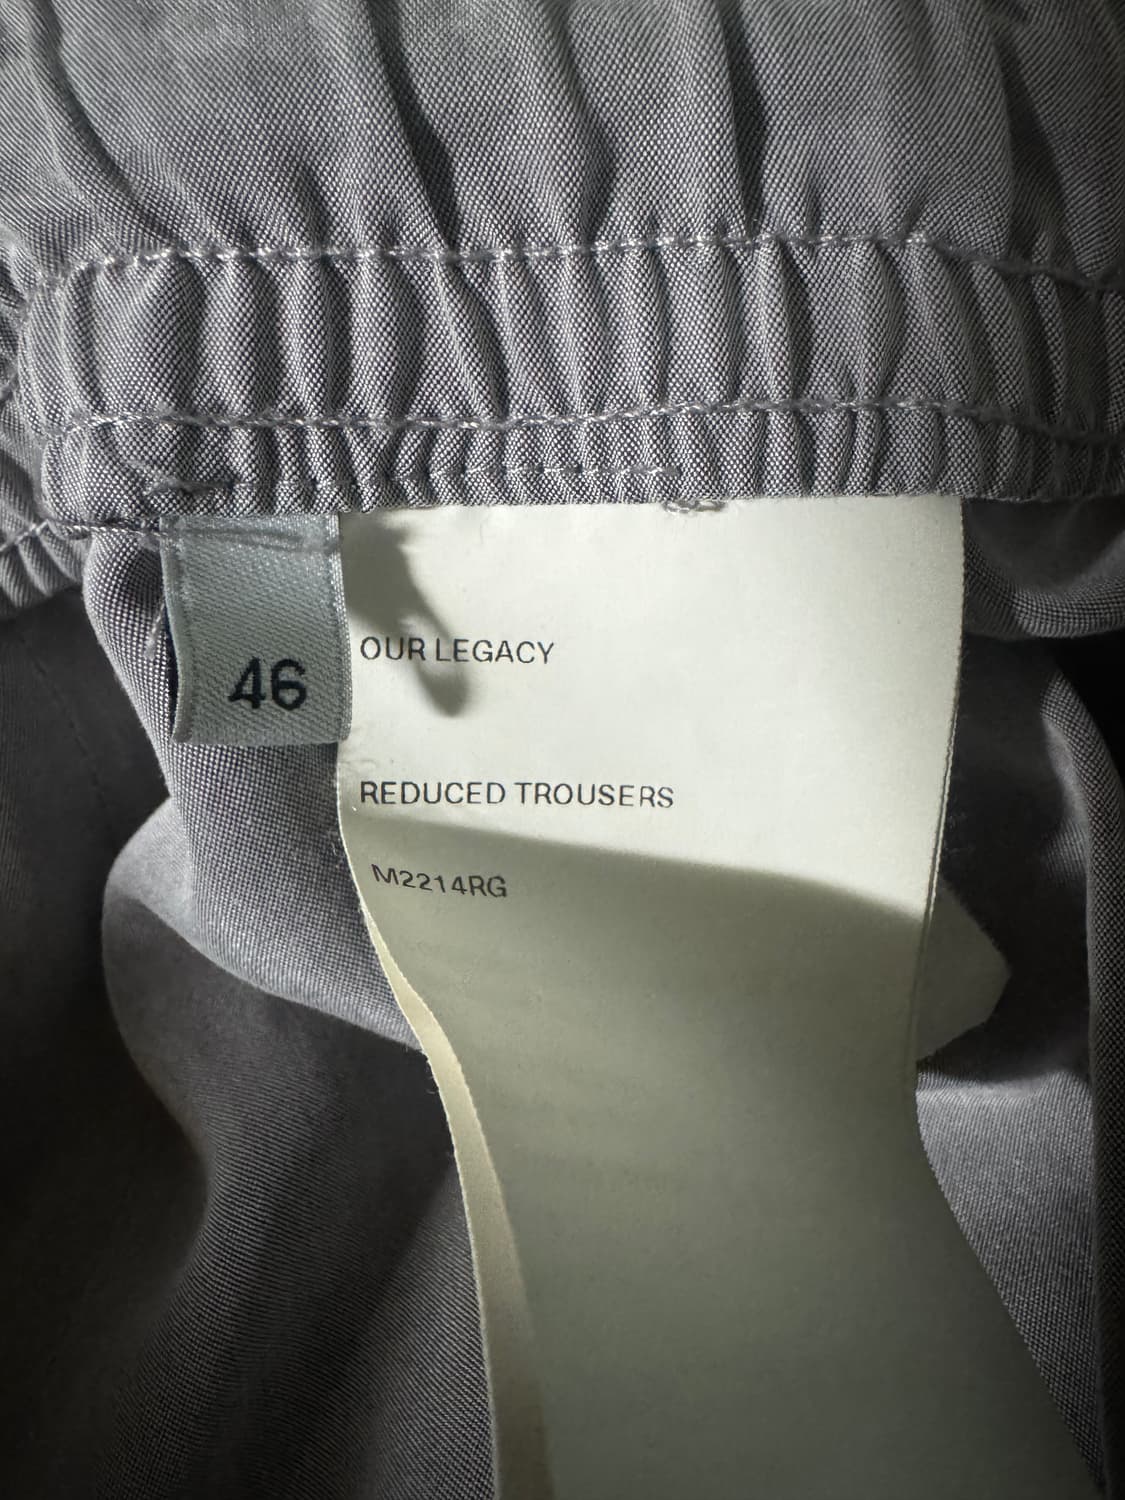 46
OUR LEGACY
REDUCED TROUSERS
M2214RG